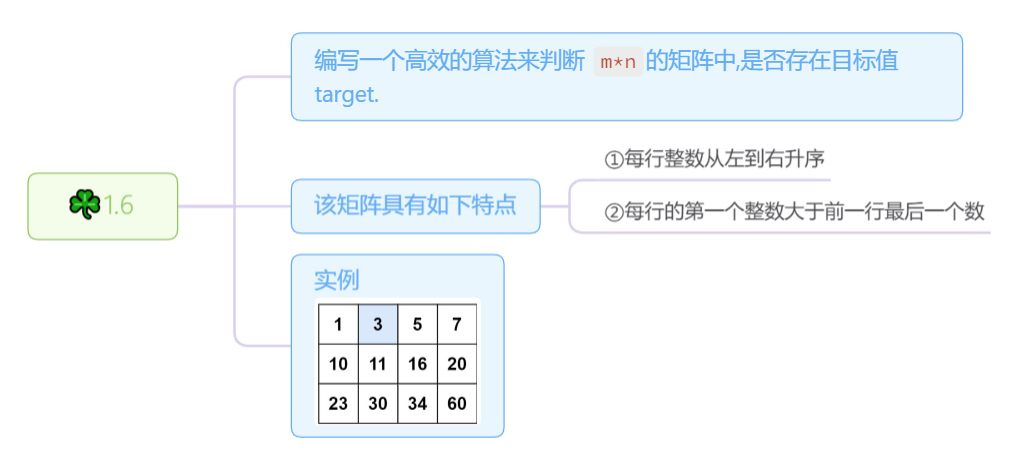 编写一个高效的算法来判断 m*n 的矩阵中,是否存在目标值
target.
①每行整数从左到右升序
☘1.6
该矩阵具有如下特点
②每行的第一个整数大于前一行最后一个数
实例
1 3 5 7
10 11 16 20
23 30 34 60